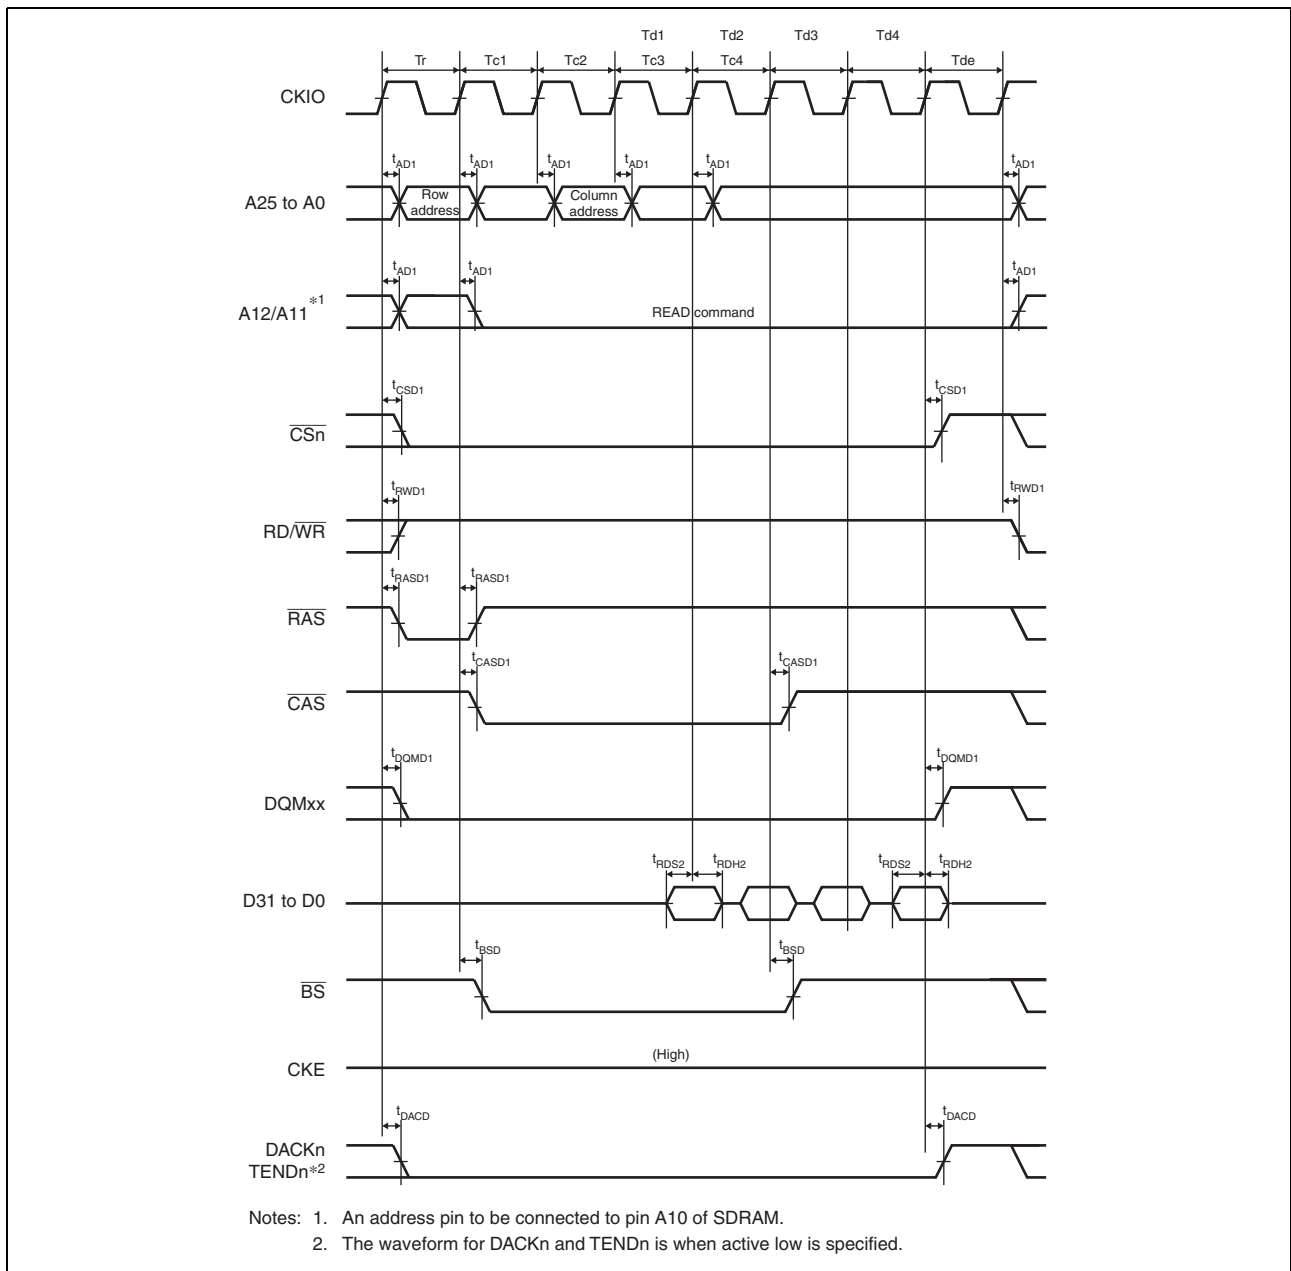 Td1 Td2 Td3 Td4
Tr Tc1 Tc2 Tc3 Tc4 Tde
CKIO
tAD1 tAD1 tAD1 tAD1 tAD1 tAD1
A25 to A0
Row address
Column address
tAD1 tAD1 tAD1
A12/A11*1
READ command
tCSD1 tCSD1
CSn
tRWD1 tRWD1
RD/WR
tRASD1 tRASD1
RAS
tCASD1 tCASD1
CAS
tDQMD1 tDQMD1
DQMxx
tRDS2 tRDH2 tRDS2 tRDH2
D31 to D0
tBSD tBSD
BS
(High)
CKE
tDACD tDACD
DACKn
TENDn*2
Notes: 1. An address pin to be connected to pin A10 of SDRAM.
2. The waveform for DACKn and TENDn is when active low is specified.